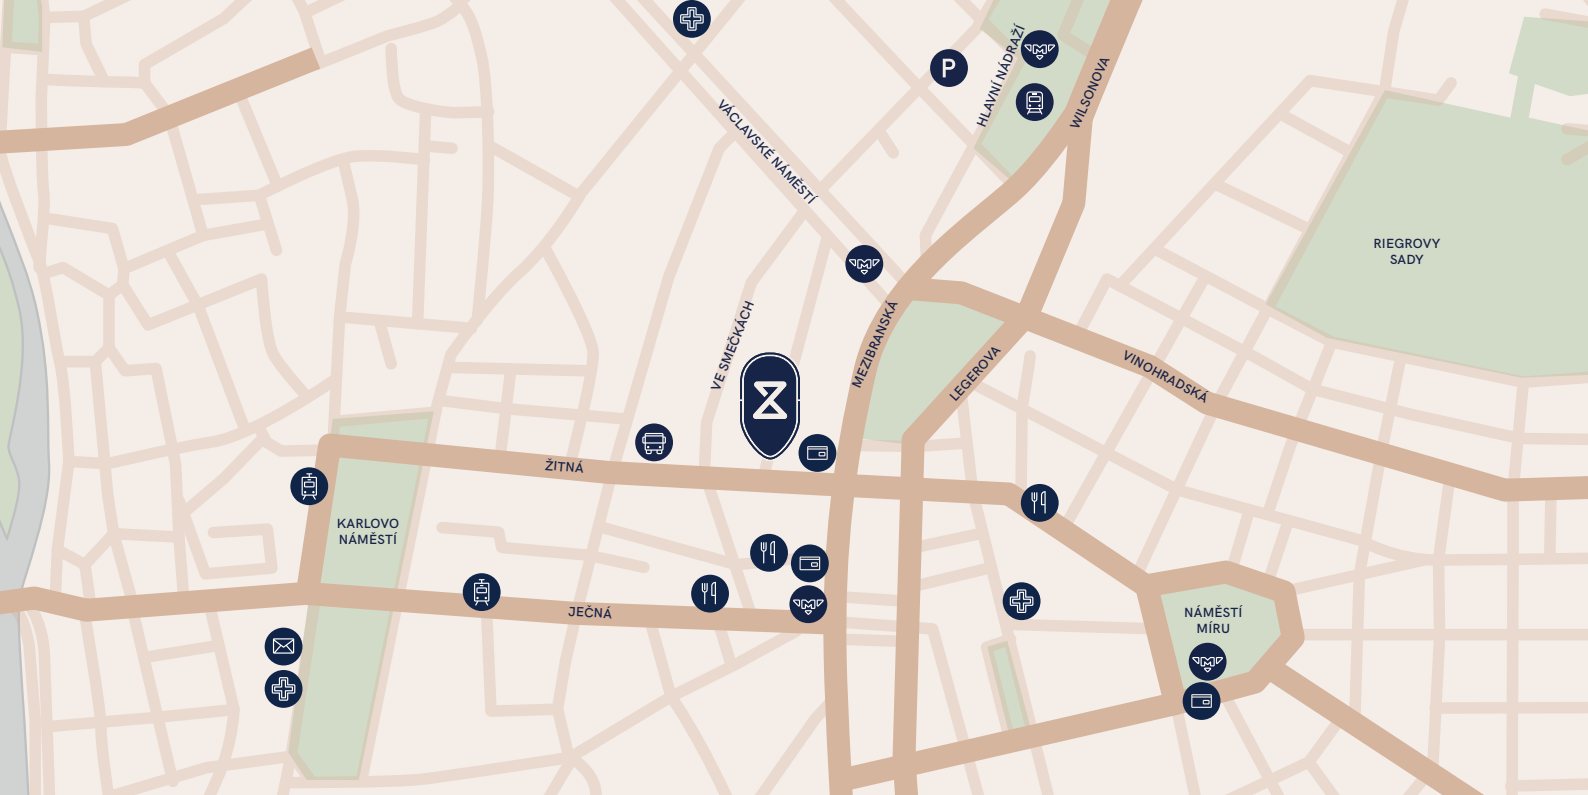 HLAVNÍ NÁDRAŽÍ
P
WILSONOVA
VÁCLAVSKÉ NÁMĚSTÍ
RIEGROVY
SADY
VE SMEČKÁCH
MEZIBRANSKÁ
LEGEROVA
VINOHRADSKÁ
ŽITNÁ
KARLOVO
NÁMĚSTÍ
JEČNÁ
NÁMĚSTÍ
MÍRU